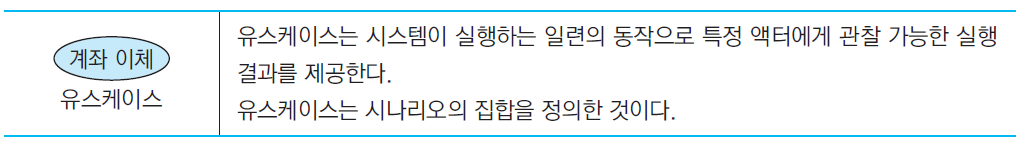 계좌 이체
유스케이스
유스케이스는 시스템이 실행하는 일련의 동작으로 특정 액터에게 관찰 가능한 실행
결과를 제공한다.
유스케이스는 시나리오의 집합을 정의한 것이다.